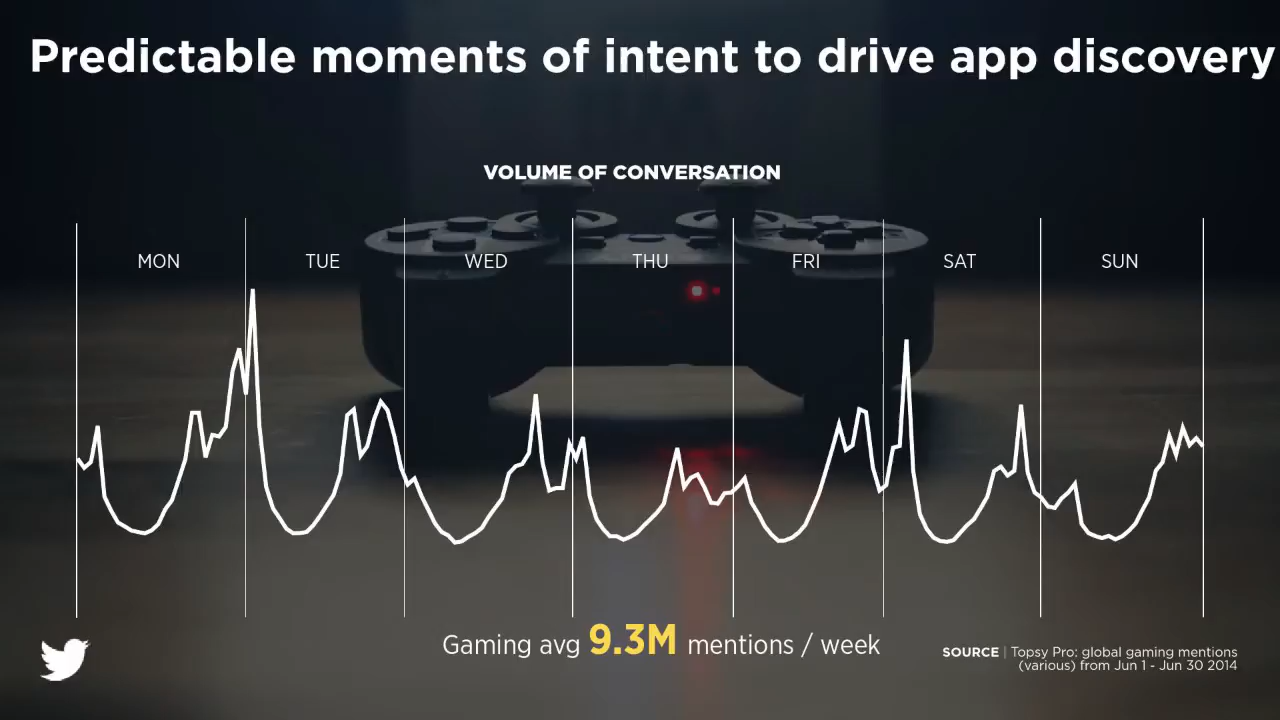 Predictable moments of intent to drive app discovery
VOLUME OF CONVERSATION
MON TUE WED THU FRI SAT SUN
Gaming avg 9.3M mentions / week
SOURCE | Topsy Pro: global gaming mentions
(various) from Jun 1 - Jun 30 2014